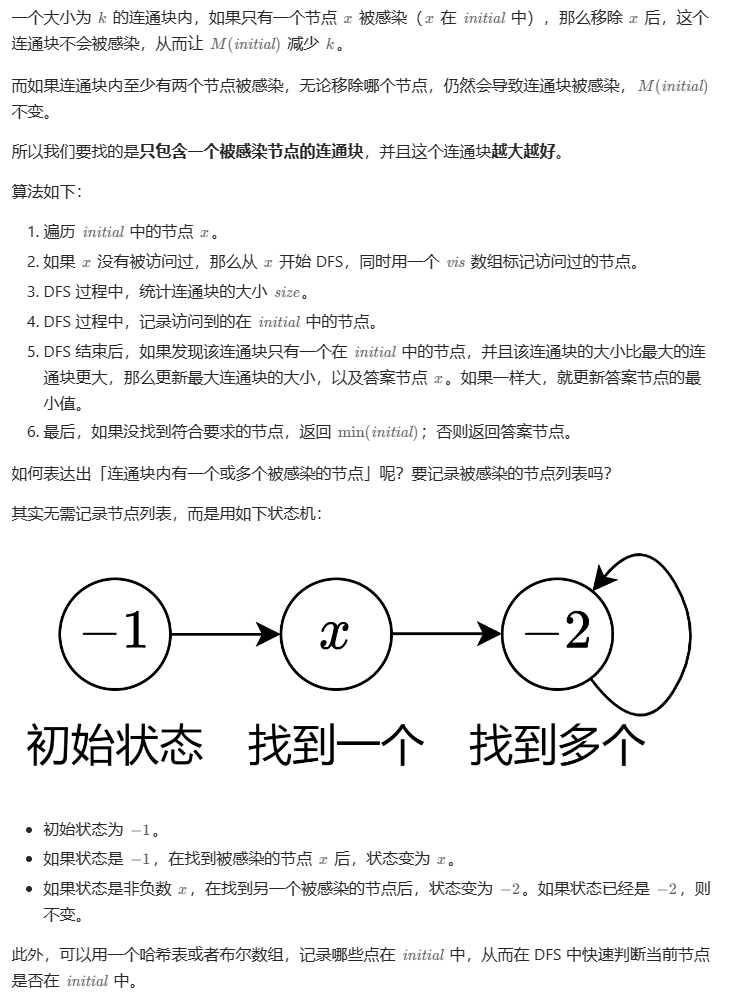 一个大小为 k 的连通块内，如果只有一个节点 x 被感染（x 在 initial 中），那么移除 x 后，这个
连通块不会被感染，从而让 M(initial) 减少 k。
而如果连通块内至少有两个节点被感染，无论移除哪个节点，仍然会导致连通块被感染，M(initial)
不变。
所以我们要找的是只包含一个被感染节点的连通块，并且这个连通块越大越好。
算法如下：
1. 遍历 initial 中的节点 x。
2. 如果 x 没有被访问过，那么从 x 开始 DFS，同时用一个 vis 数组标记访问过的节点。
3. DFS 过程中，统计连通块的大小 size。
4. DFS 过程中，记录访问到的在 initial 中的节点。
5. DFS 结束后，如果发现该连通块只有一个在 initial 中的节点，并且该连通块的大小比最大的连
通块更大，那么更新最大连通块的大小，以及答案节点 x。如果一样大，就更新答案节点的最
小值。
6. 最后，如果没找到符合要求的节点，返回 min(initial)；否则返回答案节点。
如何表达出「连通块内有一个或多个被感染的节点」呢？要记录被感染的节点列表吗？
其实无需记录节点列表，而是用如下状态机：
−1 x −2
初始状态 找到一个 找到多个
• 初始状态为 −1。
• 如果状态是 −1，在找到被感染的节点 x 后，状态变为 x。
• 如果状态是非负数 x，在找到另一个被感染的节点后，状态变为 −2。如果状态已经是 −2，则
不变。
此外，可以用一个哈希表或者布尔数组，记录哪些点在 initial 中，从而在 DFS 中快速判断当前节点
是否在 initial 中。